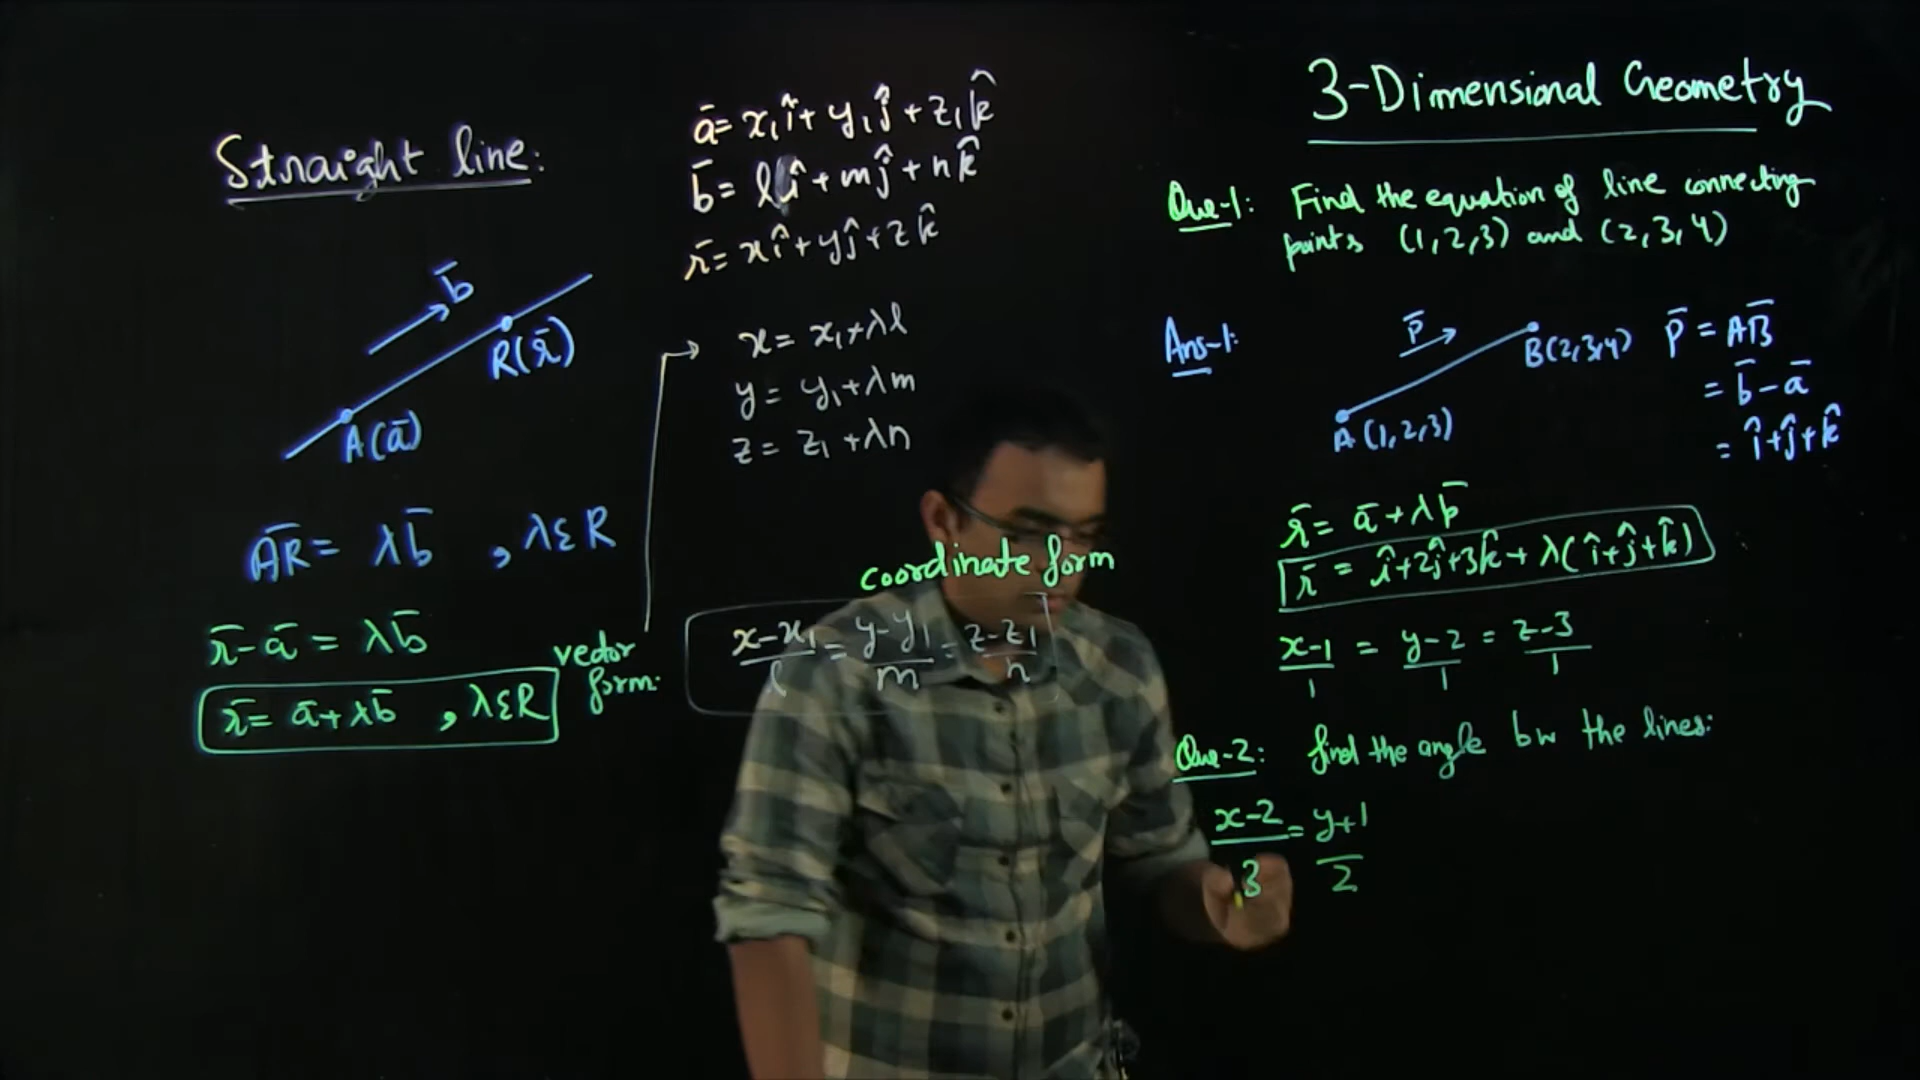 Straight line:
b̄
R(r̄)
A(ā)
A̅R̅ = λb̄ , λ ε R
r̄ - ā = λb̄
r̄ = ā + λb̄ , λ ε R
vector
form:
ā = x₁î + y₁ĵ + z₁k̂
b̄ = lî + mĵ + nk̂
r̄ = xî + yĵ + zk̂
x = x₁ + λl
y = y₁ + λm
z = z₁ + λn
coordinate form
(x-x₁)/l = (y-y₁)/m = (z-z₁)/n
3-Dimensional Geometry
Que-1: Find the equation of line connecting
points (1,2,3) and (2,3,4)
Ans-1:
p̄
B(2,3,4)
A(1,2,3)
p̄ = A̅B̅
= b̄ - ā
= î + ĵ + k̂
r̄ = ā + λp̄
r̄ = î + 2ĵ + 3k̂ + λ(î + ĵ + k̂)
(x-1)/1 = (y-2)/1 = (z-3)/1
Que-2: find the angle bw the lines:
(x-2)/3 = (y+1)/2